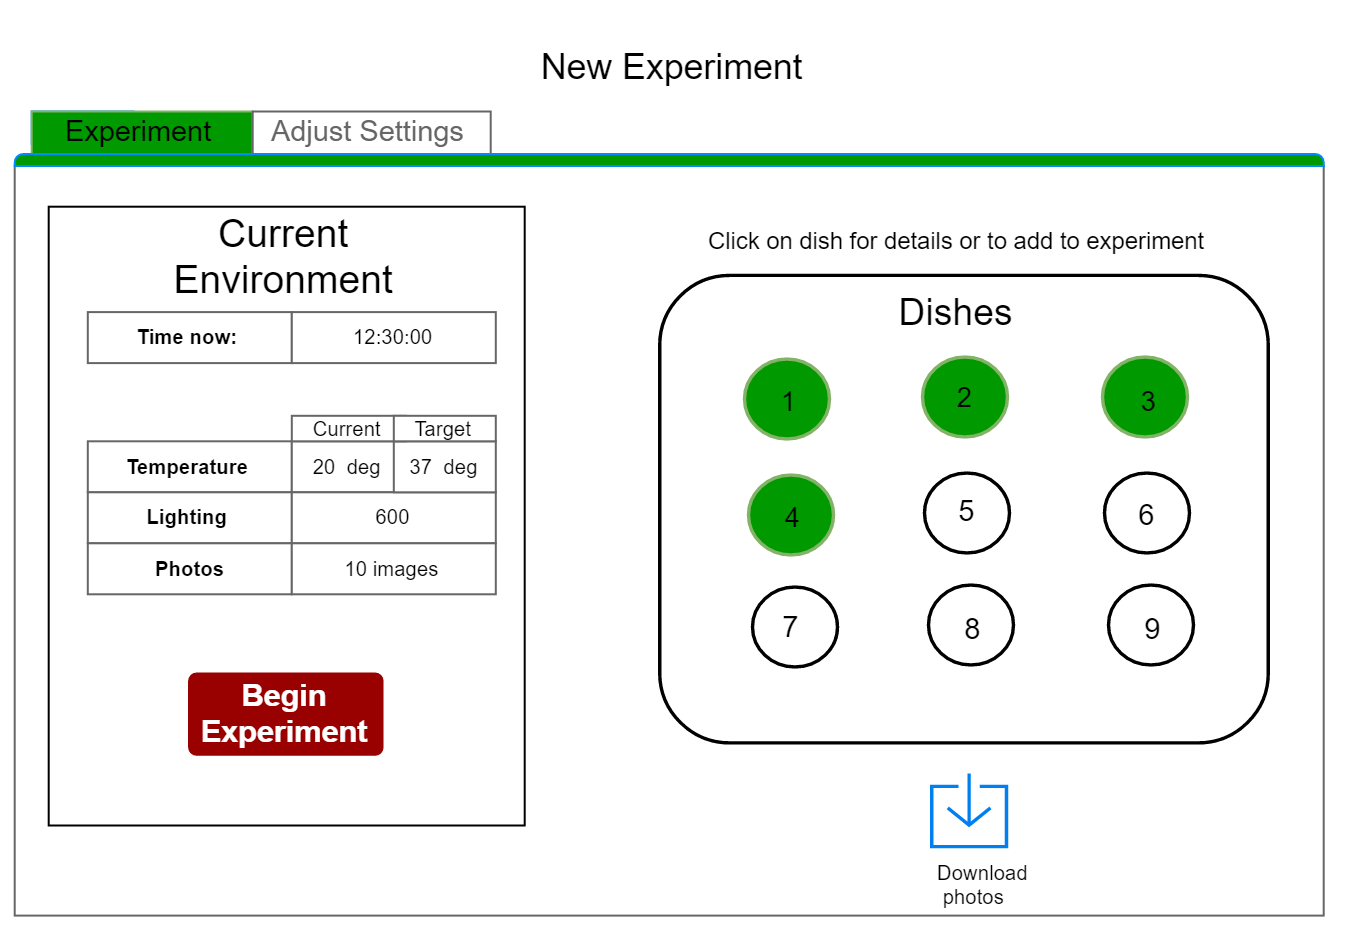 New Experiment
Experiment
Adjust Settings
Current
Environment
Time now:
12:30:00
Current
Target
Temperature
20 deg
37 deg
Lighting
600
Photos
10 images
Begin
Experiment
Click on dish for details or to add to experiment
Dishes
1
2
3
4
5
6
7
8
9
Download
photos